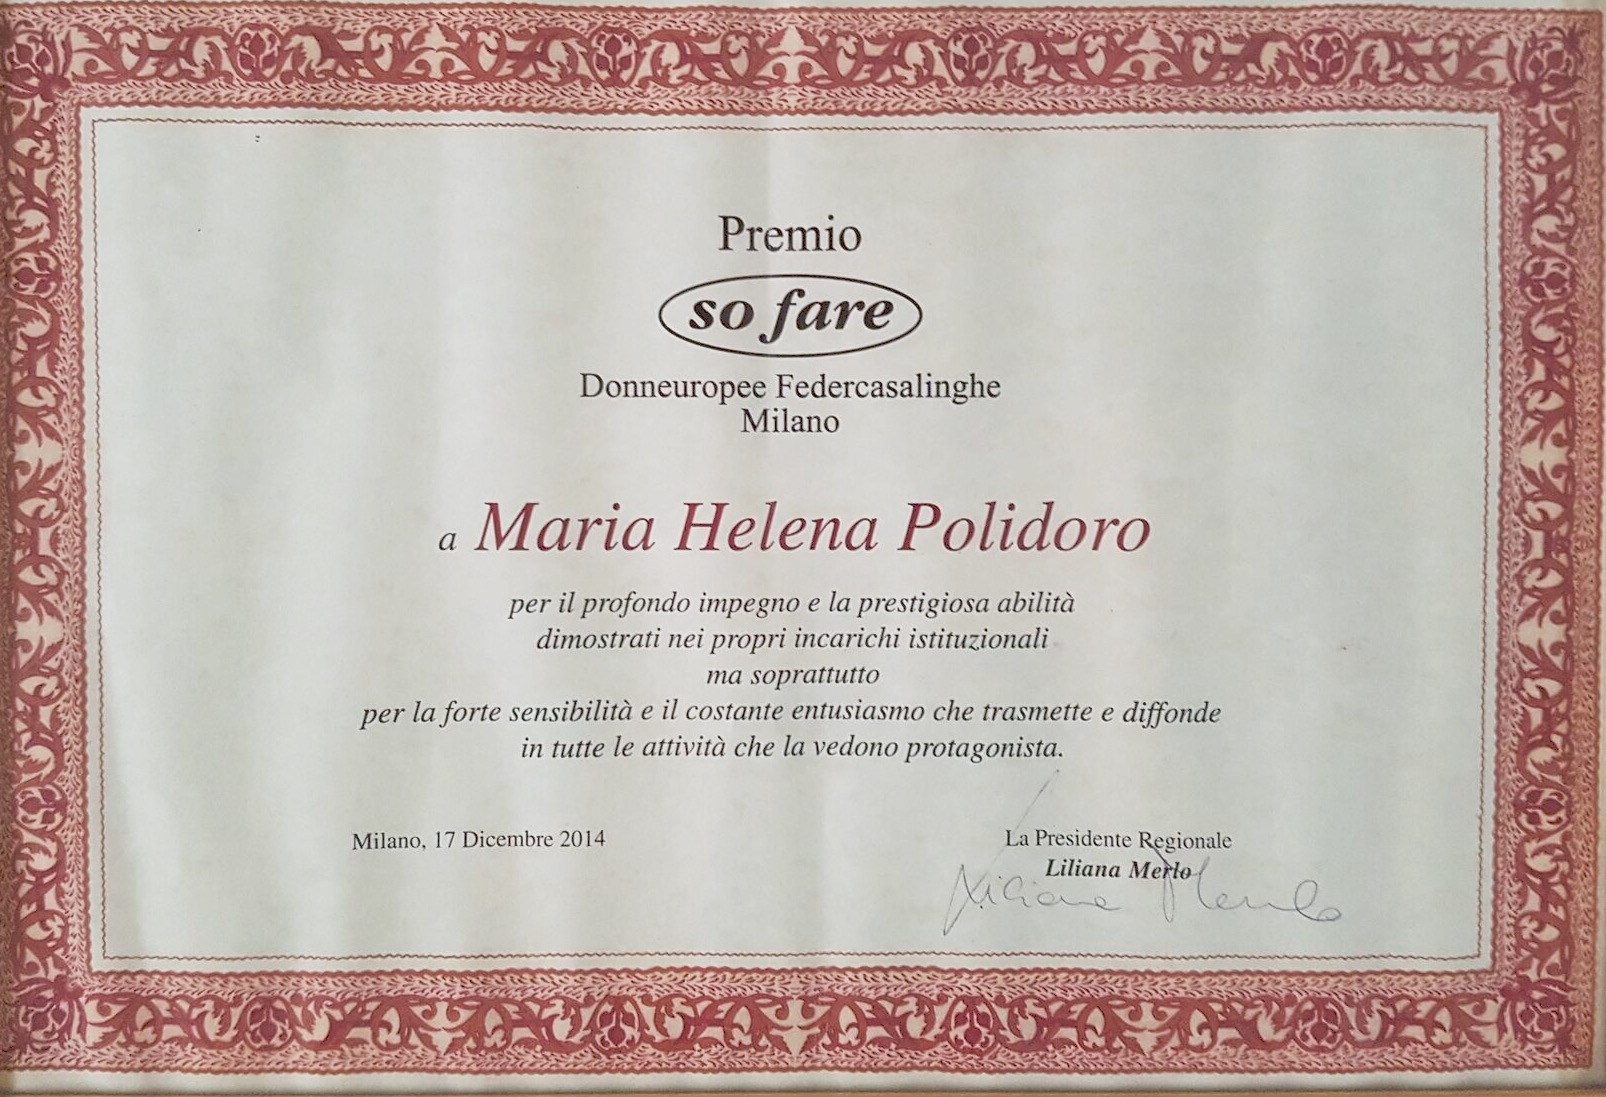 Premio
so fare
Donneuropee Federcasalinghe
Milano
a Maria Helena Polidoro
per il profondo impegno e la prestigiosa abilità
dimostrati nei propri incarichi istituzionali
ma soprattutto
per la forte sensibilità e il costante entusiasmo che trasmette e diffonde
in tutte le attività che la vedono protagonista.
Milano, 17 Dicembre 2014
La Presidente Regionale
Liliana Merlo
Liliana Merlo